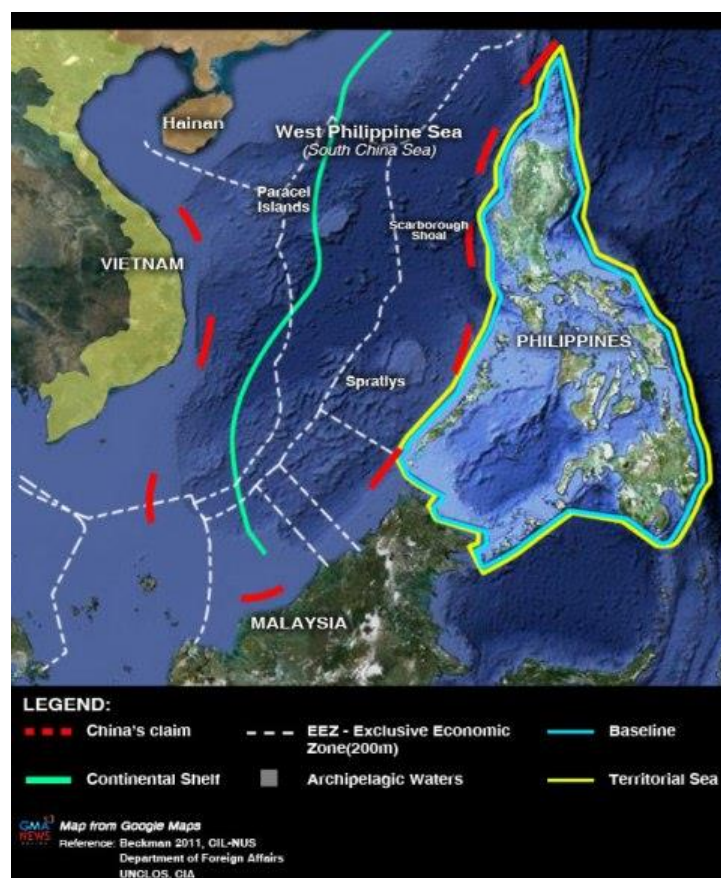 Hainan
West Philippine Sea
(South China Sea)
Paracel
Islands
Scarborough
Shoal
VIETNAM
PHILIPPINES
Spratlys
MALAYSIA
LEGEND:
China's claim
EEZ - Exclusive Economic
Zone(200m)
Baseline
Continental Shelf
Archipelagic Waters
Territorial Sea
GMA
NEWS
Map from Google Maps
Reference: Beckman 2011, CIL-NUS
Department of Foreign Affairs
UNCLOS, CIA